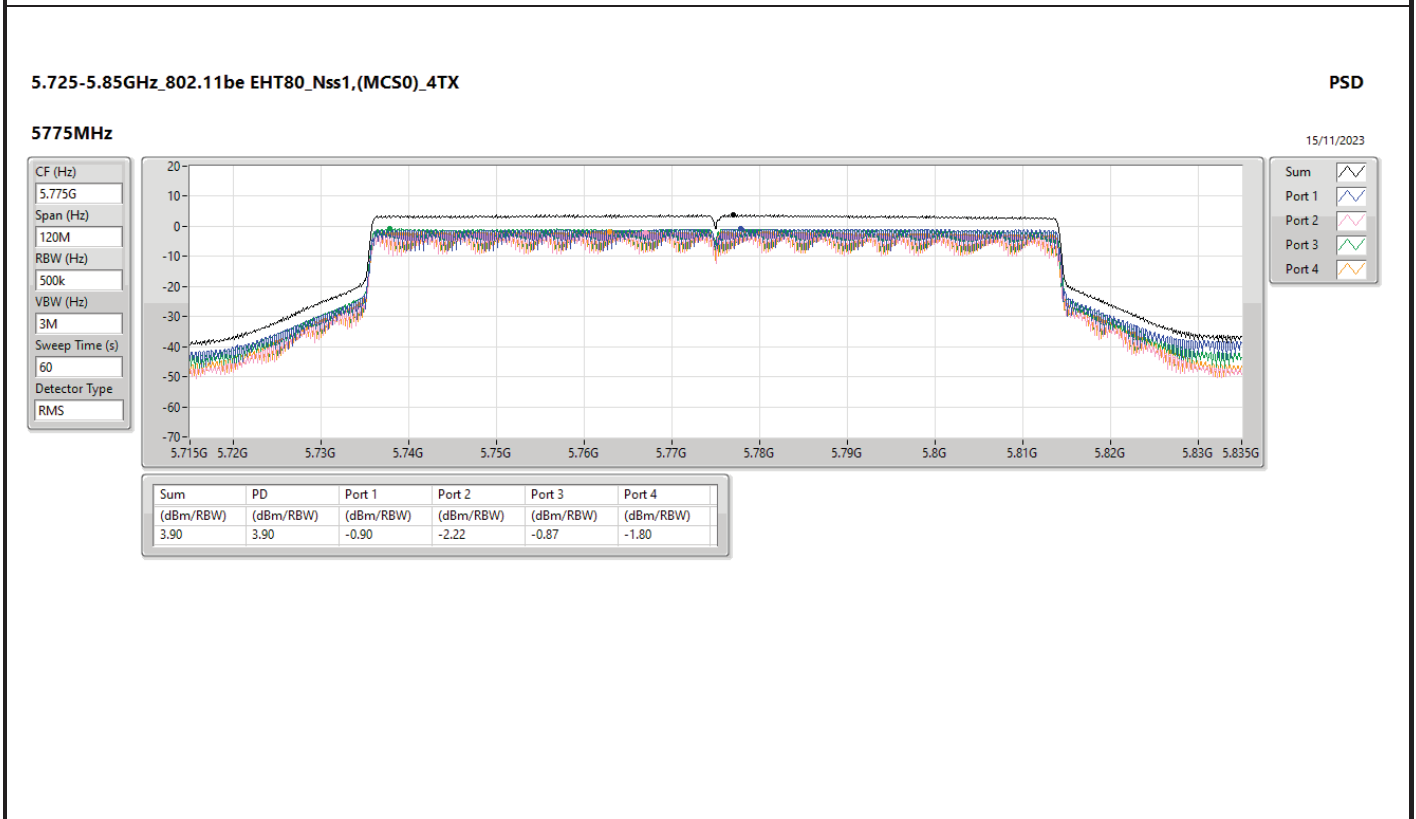 5.725-5.85GHz_802.11be EHT80_Nss1,(MCS0)_4TX PSD
5775MHz
15/11/2023
CF (Hz)
5.775G
Span (Hz)
120M
RBW (Hz)
500k
VBW (Hz)
3M
Sweep Time (s)
60
Detector Type
RMS
20
10
0
-10
-20
-30
-40
-50
-60
-70
5.715G 5.72G 5.73G 5.74G 5.75G 5.76G 5.77G 5.78G 5.79G 5.8G 5.81G 5.82G 5.83G 5.835G
Sum
Port 1
Port 2
Port 3
Port 4
Sum PD Port 1 Port 2 Port 3 Port 4
(dBm/RBW) (dBm/RBW) (dBm/RBW) (dBm/RBW) (dBm/RBW) (dBm/RBW)
3.90 3.90 -0.90 -2.22 -0.87 -1.80